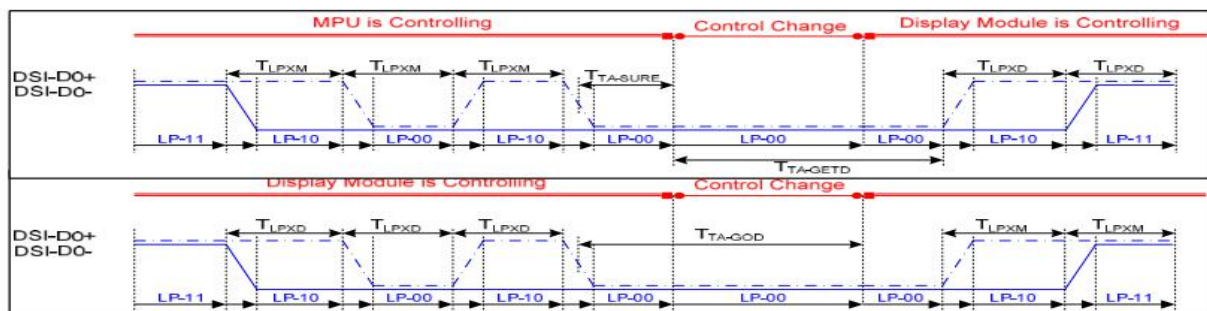 MPU is Controlling Control Change Display Module is Controlling
TLPXM TLPXM TLPXM TLPXD TLPXD
DSI-D0+
DSI-D0-
TTA-SURE
LP-11 LP-10 LP-00 LP-10 LP-00 LP-00 LP-00 LP-10 LP-11
TTA-GETD
Display Module is Controlling Control Change MPU is Controlling
TLPXD TLPXD TLPXD TTA-GOD TLPXM TLPXM
DSI-D0+
DSI-D0-
LP-11 LP-10 LP-00 LP-10 LP-00 LP-00 LP-00 LP-10 LP-11